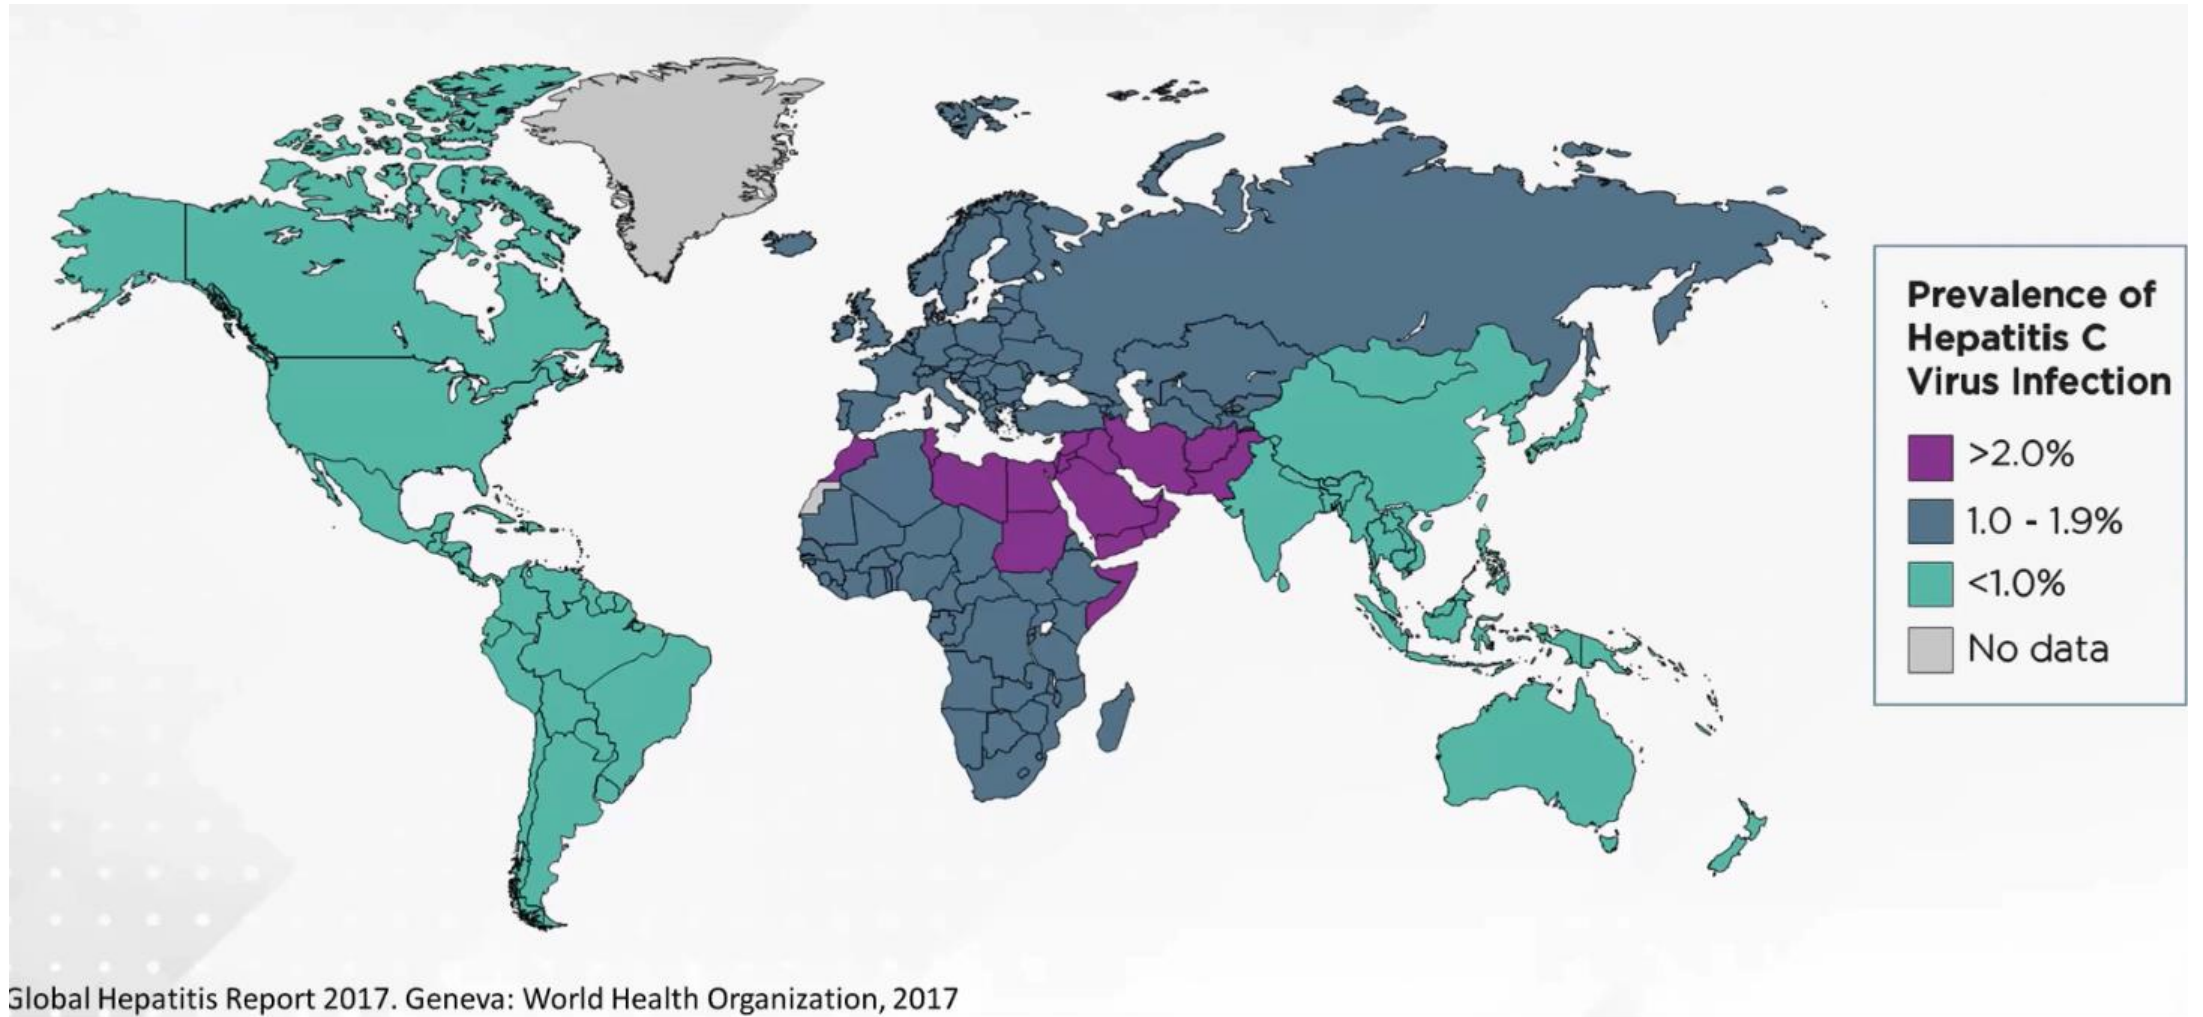 Prevalence of
Hepatitis C
Virus Infection
>2.0%
1.0 - 1.9%
<1.0%
No data
Global Hepatitis Report 2017. Geneva: World Health Organization, 2017